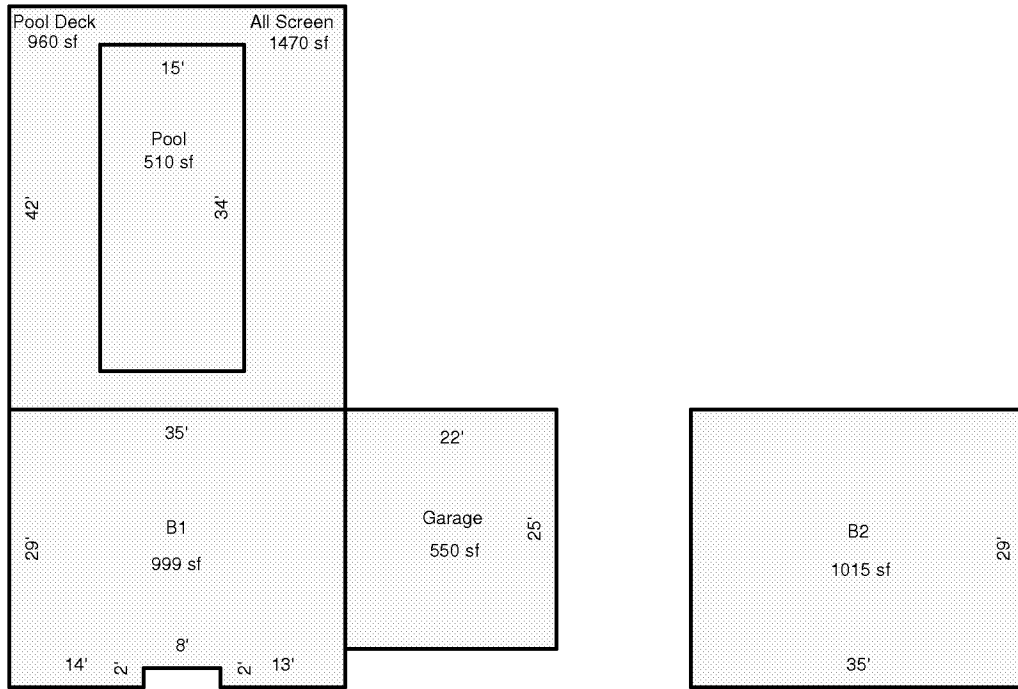 Pool Deck
960 sf
All Screen
1470 sf
15'
Pool
510 sf
42'
34'
35'
B1
999 sf
29'
14'
2'
8'
2'
13'
22'
Garage
550 sf
25'
B2
1015 sf
29'
35'